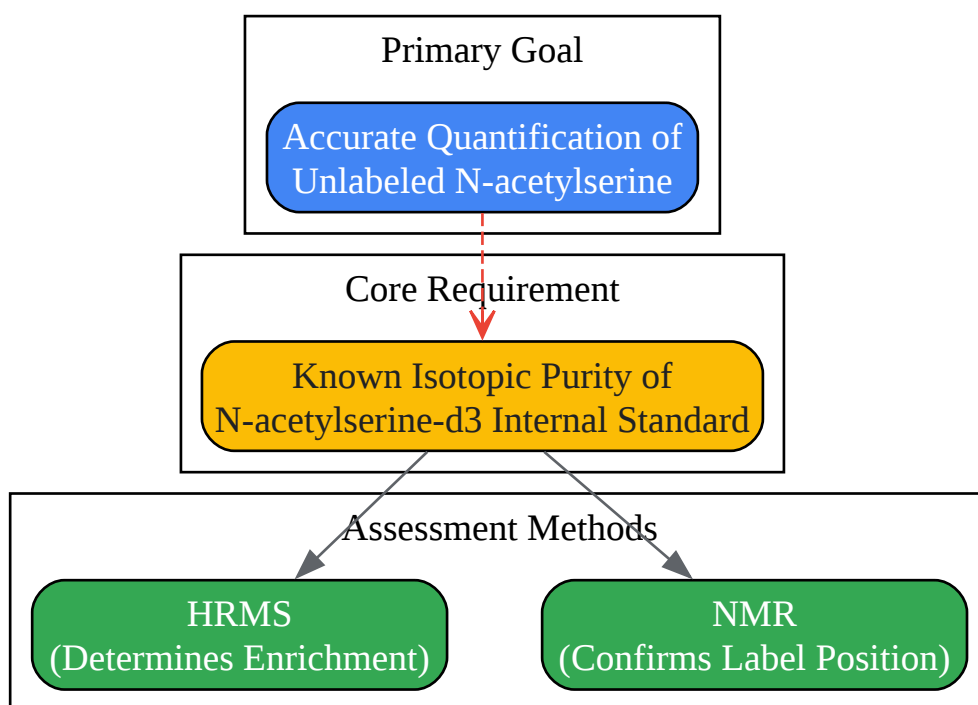 Primary Goal
Accurate Quantification of
Unlabeled N-acetylserine
Core Requirement
Known Isotopic Purity of
N-acetylserine-d3 Internal Standard
Assessment Methods
HRMS
(Determines Enrichment)
NMR
(Confirms Label Position)